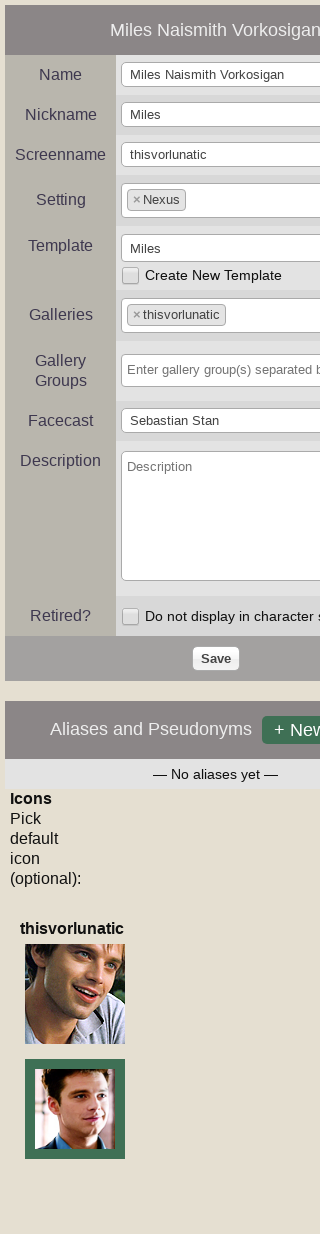 Miles Naismith Vorkosigan
Name
Miles Naismith Vorkosigan
Nickname
Miles
Screenname
thisvorlunatic
Setting
×Nexus
Template
Miles
Create New Template
Galleries
×thisvorlunatic
Gallery
Groups
Enter gallery group(s) separated
Facecast
Sebastian Stan
Description
Description
Retired?
Do not display in character
Save
Aliases and Pseudonyms
+ New
— No aliases yet —
Icons
Pick
default
icon
(optional):
thisvorlunatic